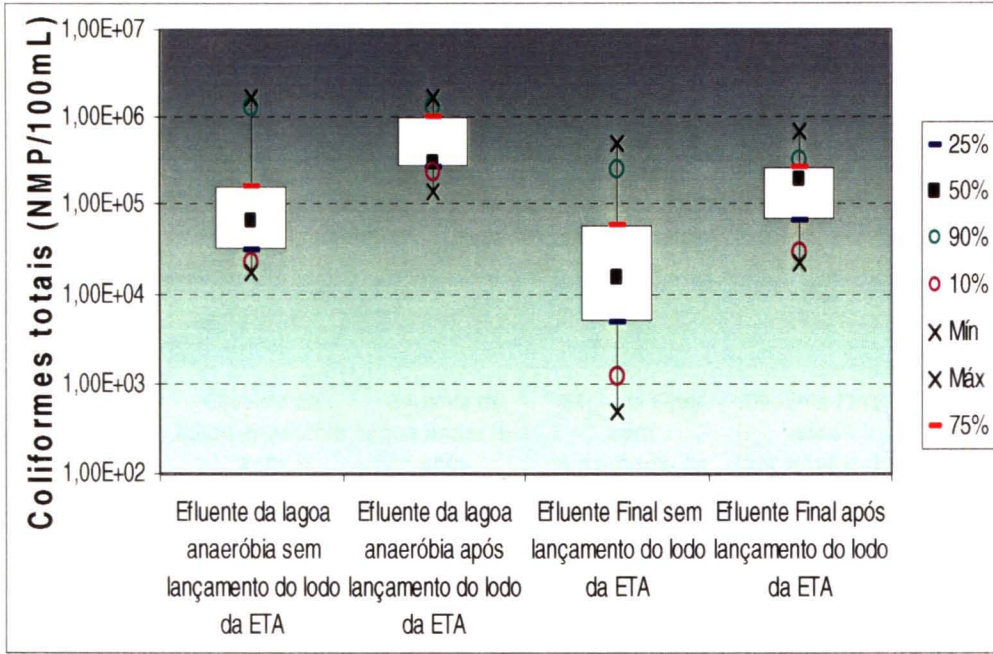 Coliformes totais (NMP/100mL)
1,00E+07
1,00E+06
1,00E+05
1,00E+04
1,00E+03
1,00E+02
Efluente da lagoa
anaeróbia sem
lançamento do lodo
da ETA
Efluente da lagoa
anaeróbia após
lançamento do lodo
da ETA
Efluente Final sem
lançamento do lodo
da ETA
Efluente Final após
lançamento do lodo
da ETA
25%
50%
90%
10%
Mín
Máx
75%